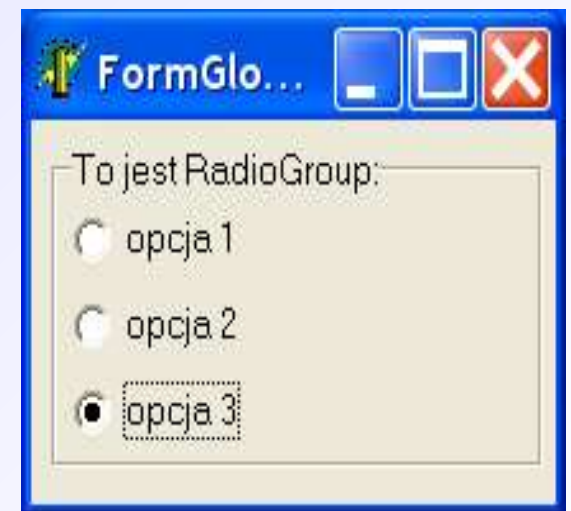 FormGlo...
To jest RadioGroup:
opcja 1
opcja 2
opcja 3